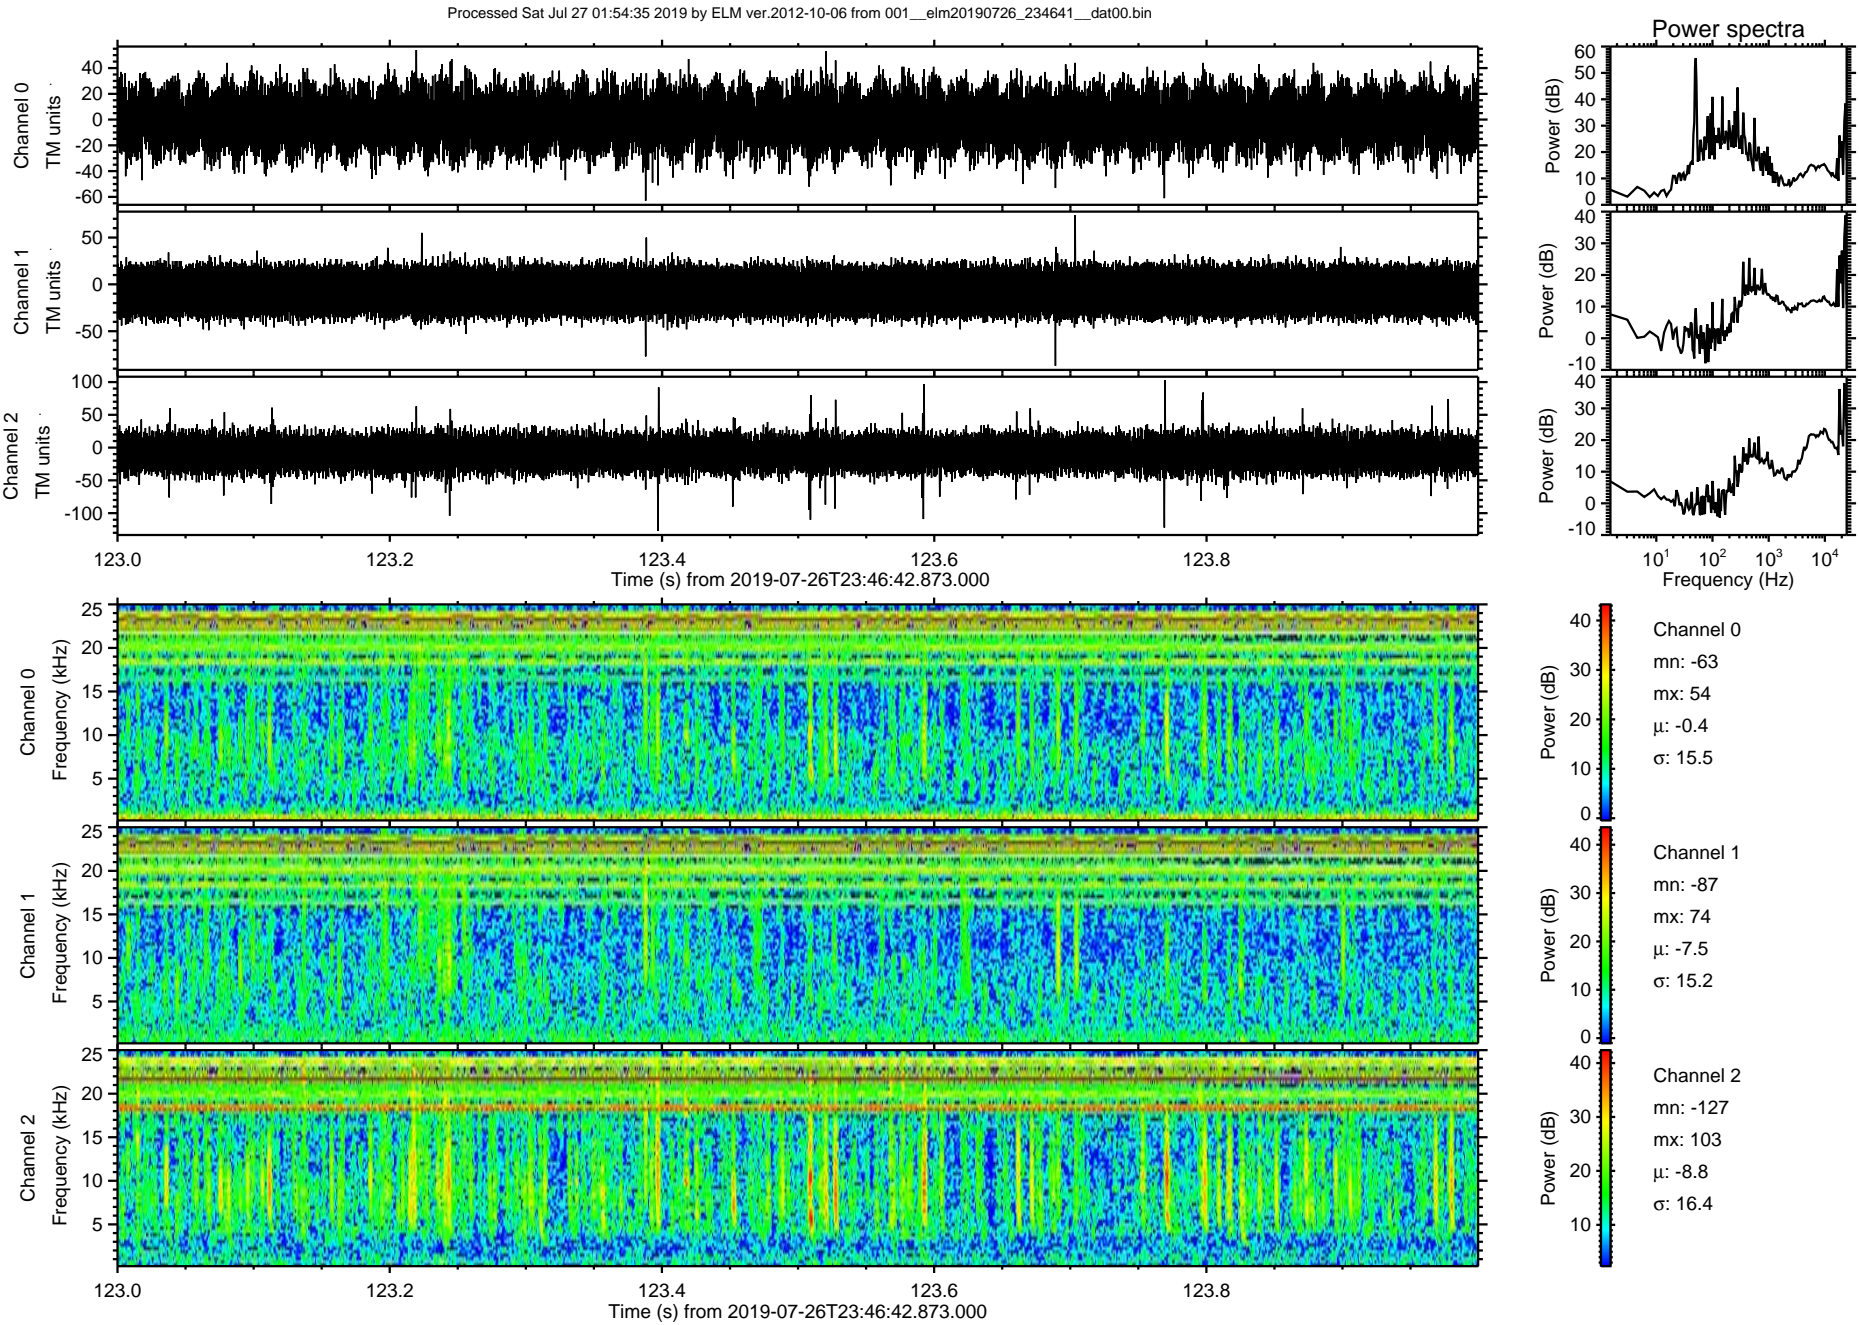 Processed Sat Jul 27 01:54:35 2019 by ELM ver.2012-10-06 from 001__elm20190726_234641__dat00.bin
Power spectra
Channel 0
TM units
40
20
0
-20
-40
-60
Power (dB)
60
50
40
30
20
10
0
Channel 1
TM units
50
0
-50
Power (dB)
40
30
20
10
0
-10
Channel 2
TM units
100
50
0
-50
-100
Power (dB)
40
30
20
10
0
-10
123.0 123.2 123.4 123.6 123.8
Time (s) from 2019-07-26T23:46:42.873.000
10^1 10^2 10^3 10^4
Frequency (Hz)
Channel 0
Frequency (kHz)
25
20
15
10
5
Power (dB)
40
30
20
10
0
Channel 0
mn: -63
mx: 54
μ: -0.4
σ: 15.5
Channel 1
Frequency (kHz)
25
20
15
10
5
Power (dB)
40
30
20
10
0
Channel 1
mn: -87
mx: 74
μ: -7.5
σ: 15.2
Channel 2
Frequency (kHz)
25
20
15
10
5
Power (dB)
40
30
20
10
Channel 2
mn: -127
mx: 103
μ: -8.8
σ: 16.4
123.0 123.2 123.4 123.6 123.8
Time (s) from 2019-07-26T23:46:42.873.000